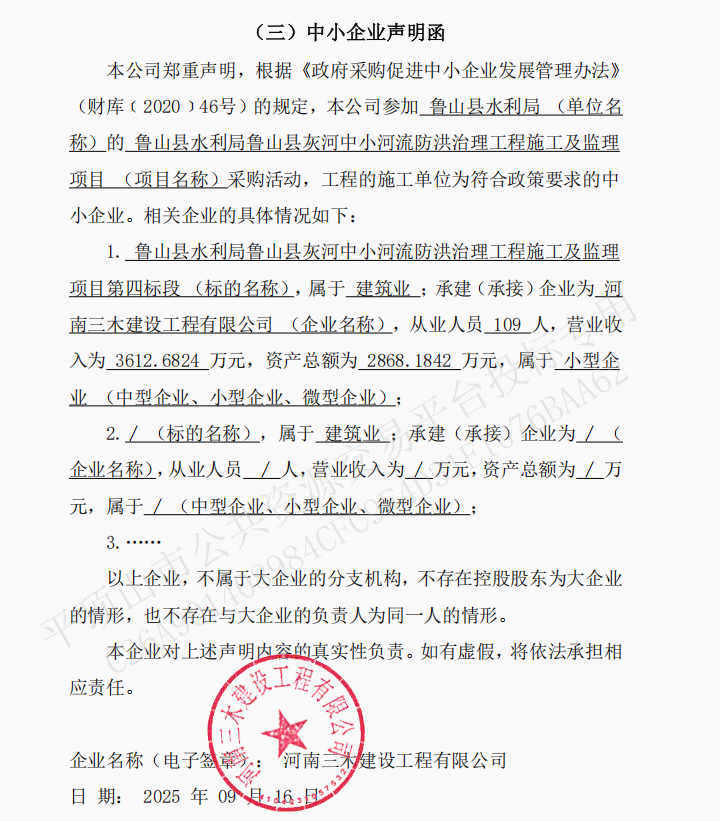 （三）中小企业声明函
本公司郑重声明，根据《政府采购促进中小企业发展管理办法》
（财库﹝2020﹞46号）的规定，本公司参加 鲁山县水利局 （单位名
称）的 鲁山县水利局鲁山县灰河中小河流防洪治理工程施工及监理
项目 （项目名称）采购活动，工程的施工单位为符合政策要求的中
小企业。相关企业的具体情况如下：
1. 鲁山县水利局鲁山县灰河中小河流防洪治理工程施工及监理
项目第四标段 （标的名称），属于 建筑业 ；承建（承接）企业为 河
南三木建设工程有限公司 （企业名称），从业人员 109 人，营业收
入为 3612.6824 万元，资产总额为 2868.1842 万元，属于 小型企
业 （中型企业、小型企业、微型企业）；
2. / （标的名称），属于 建筑业 ；承建（承接）企业为 / （
企业名称），从业人员 / 人，营业收入为 / 万元，资产总额为 / 万
元，属于 / （中型企业、小型企业、微型企业）；
3. ……
以上企业，不属于大企业的分支机构，不存在控股股东为大企业
的情形，也不存在与大企业的负责人为同一人的情形。
本企业对上述声明内容的真实性负责。如有虚假，将依法承担相
应责任。
企业名称（电子签章）： 河南三木建设工程有限公司
日 期： 2025 年 09 月 16 日
河南三木建设工程有限公司
平顶山市公共资源交易平台投标专用